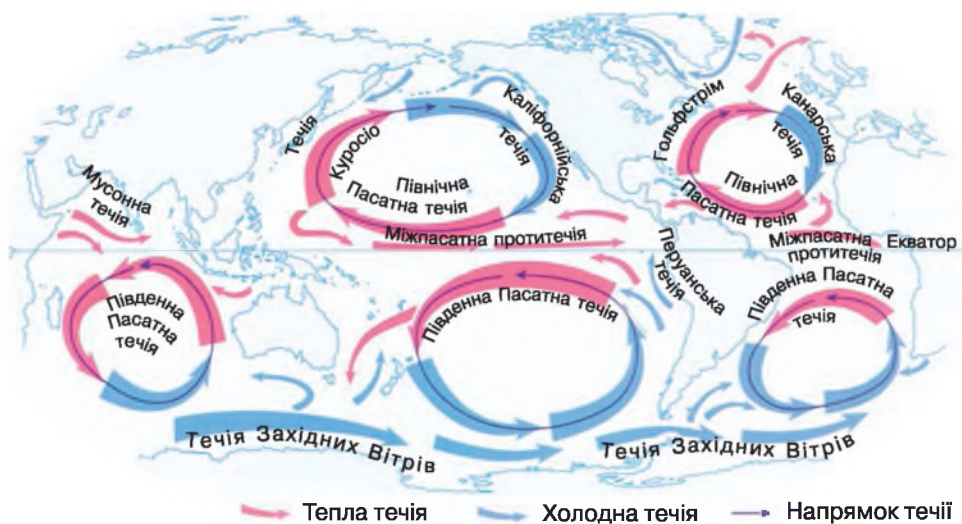 Течія
Куросіо
Каліфорнійська
течія
Гольфстрім
Канарська
течія
Мусонна
течія
Північна
Пасатна течія
Північна
Пасатна течія
Міжпасатна протитечія
Міжпасатна
протитечія
Екватор
Перуанська
течія
Південна
Пасатна
течія
Південна Пасатна течія
Південна Пасатна
течія
Течія Західних Вітрів
Течія Західних Вітрів
Тепла течія
Холодна течія
Напрямок течії